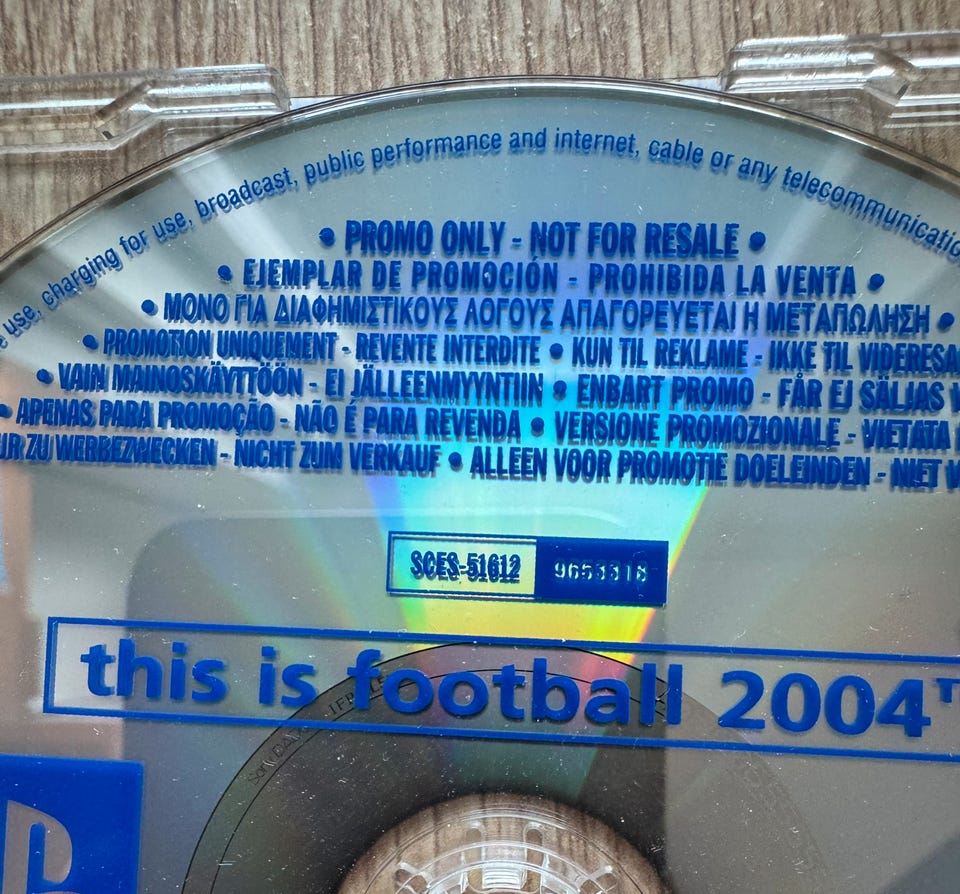 use, charging for use, broadcast, public performance and internet, cable or any telecommunicatio
• PROMO ONLY - NOT FOR RESALE •
• EJEMPLAR DE PROMOCIÓN - PROHIBIDA LA VENTA •
• ΜΟΝΟ ΓΙΑ ΔΙΑΦΗΜΙΣΤΙΚΟΥΣ ΛΟΓΟΥΣ ΑΠΑΓΟΡΕΥΕΤΑΙ Η ΜΕΤΑΠΩΛΗΣΗ •
• PROMOTION UNIQUEMENT - REVENTE INTERDITE • KUN TIL REKLAME - IKKE TIL VIDERESA
• VAIN MAINOSKÄYTTÖÖN - EI JÄLLEENMYYNTIIN • ENBART PROMO - FÅR EJ SÄLJAS
• APENAS PARA PROMOÇÃO - NÃO É PARA REVENDA • VERSIONE PROMOZIONALE - VIETATA
UR ZU WERBEZWECKEN - NICHT ZUM VERKAUF • ALLEEN VOOR PROMOTIE DOELEINDEN - NIET
SCES-51612
this is football 2004